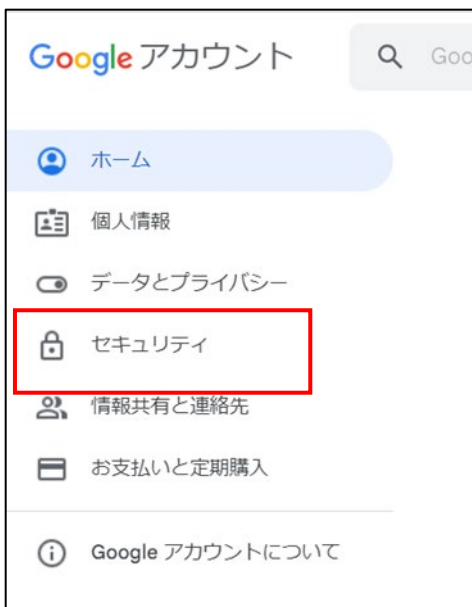 Google アカウント
Goo
ホーム
個人情報
データとプライバシー
セキュリティ
情報共有と連絡先
お支払いと定期購入
Google アカウントについて